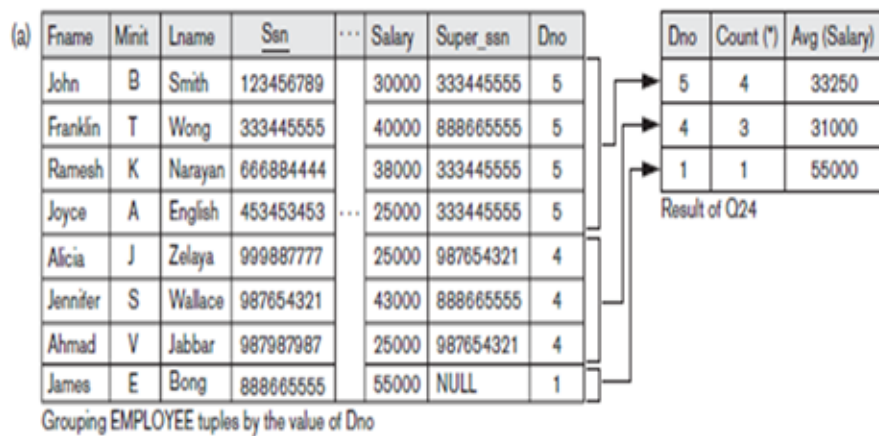 (a) Fname Minit Lname Ssn ... Salary Super_ssn Dno
John B Smith 123456789 30000 333445555 5
Franklin T Wong 333445555 40000 888665555 5
Ramesh K Narayan 666884444 38000 333445555 5
Joyce A English 453453453 ... 25000 333445555 5
Alicia J Zelaya 999887777 25000 987654321 4
Jennifer S Wallace 987654321 43000 888665555 4
Ahmad V Jabbar 987987987 25000 987654321 4
James E Bong 888665555 55000 NULL 1
Grouping EMPLOYEE tuples by the value of Dno
Dno Count (*) Avg (Salary)
5 4 33250
4 3 31000
1 1 55000
Result of Q24